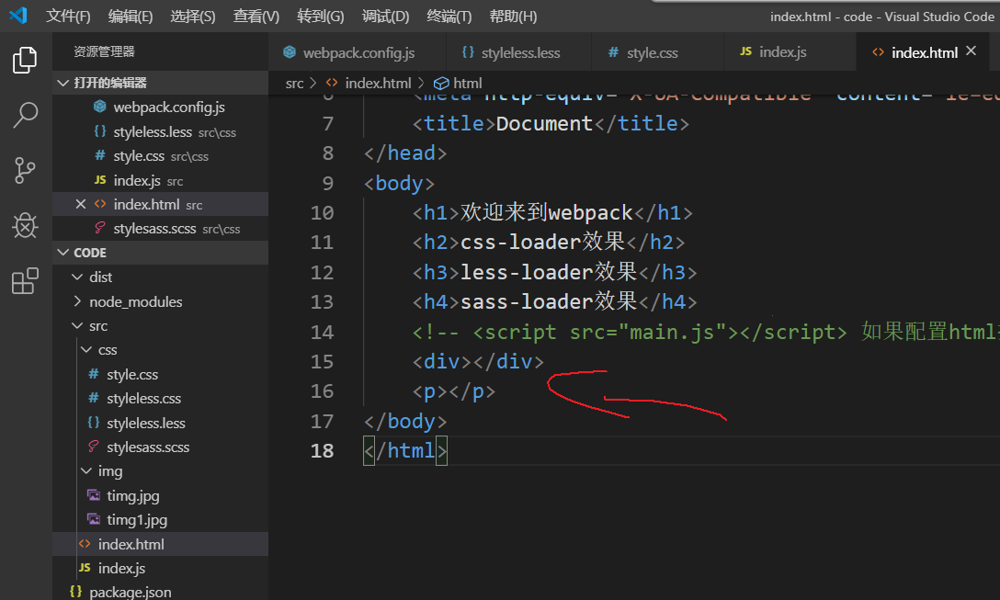 文件(F) 编辑(E) 选择(S) 查看(V) 转到(G) 调试(D) 终端(T) 帮助(H) index.html - code - Visual Studio Code
资源管理器
webpack.config.js {} styleless.less # style.css JS index.js <> index.html ×
打开的编辑器
webpack.config.js
{} styleless.less src\css
# style.css src\css
JS index.js src
× <> index.html src
stylesass.scss src\css
CODE
dist
node_modules
src
css
# style.css
# styleless.css
{} styleless.less
stylesass.scss
img
timg.jpg
timg1.jpg
<> index.html
JS index.js
{} package.json
src > <> index.html > html
7 <title>Document</title>
8 </head>
9 <body>
10 <h1>欢迎来到webpack</h1>
11 <h2>css-loader效果</h2>
12 <h3>less-loader效果</h3>
13 <h4>sass-loader效果</h4>
14 <!-- <script src="main.js"></script> 如果配置html
15 <div></div>
16 <p></p>
17 </body>
18 </html>